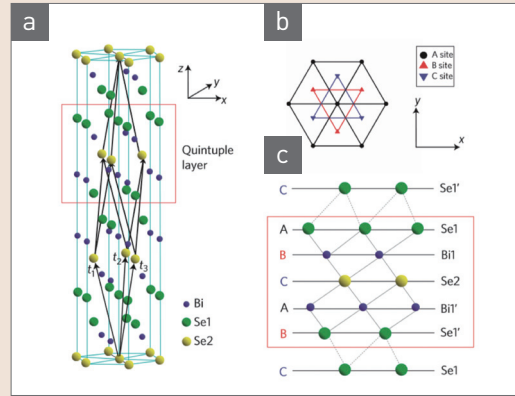 a
z
y
x
Quintuple
layer
t1
t2
t3
Bi
Se1
Se2
b
A site
B site
C site
y
x
c
C Se1'
A Se1
B Bi1
C Se2
A Bi1'
B Se1'
C Se1